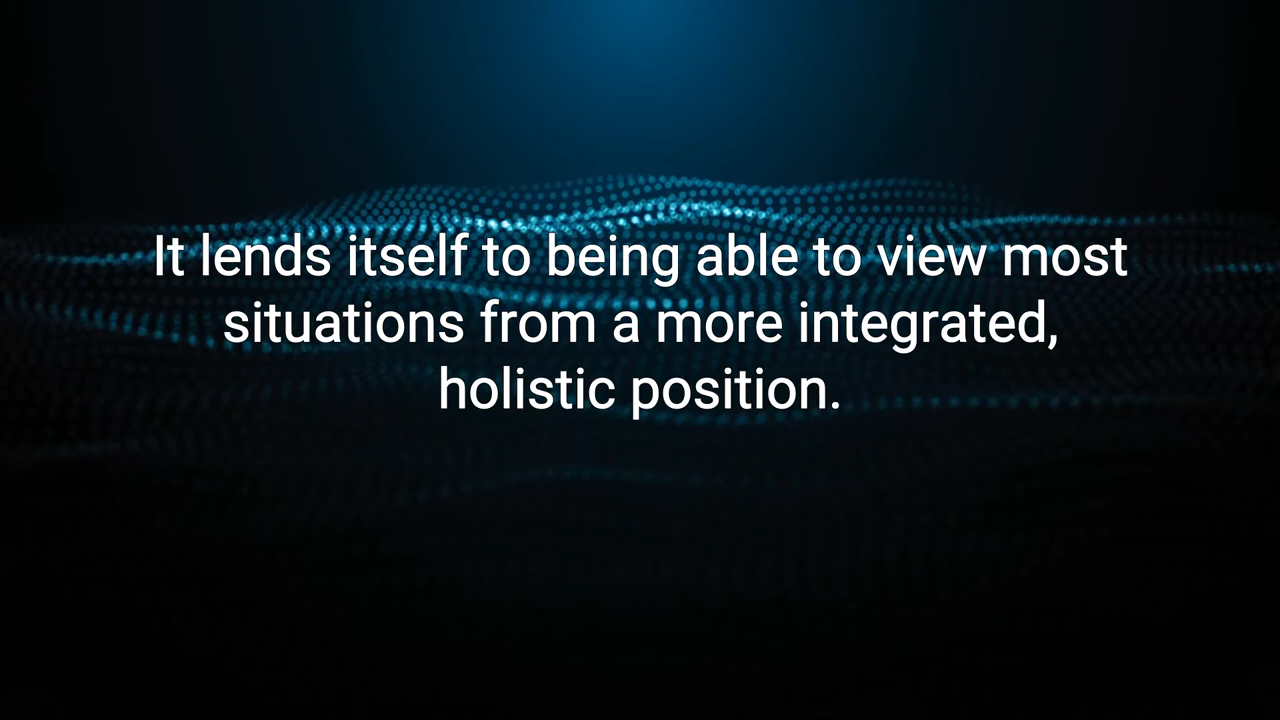 It lends itself to being able to view most
situations from a more integrated,
holistic position.